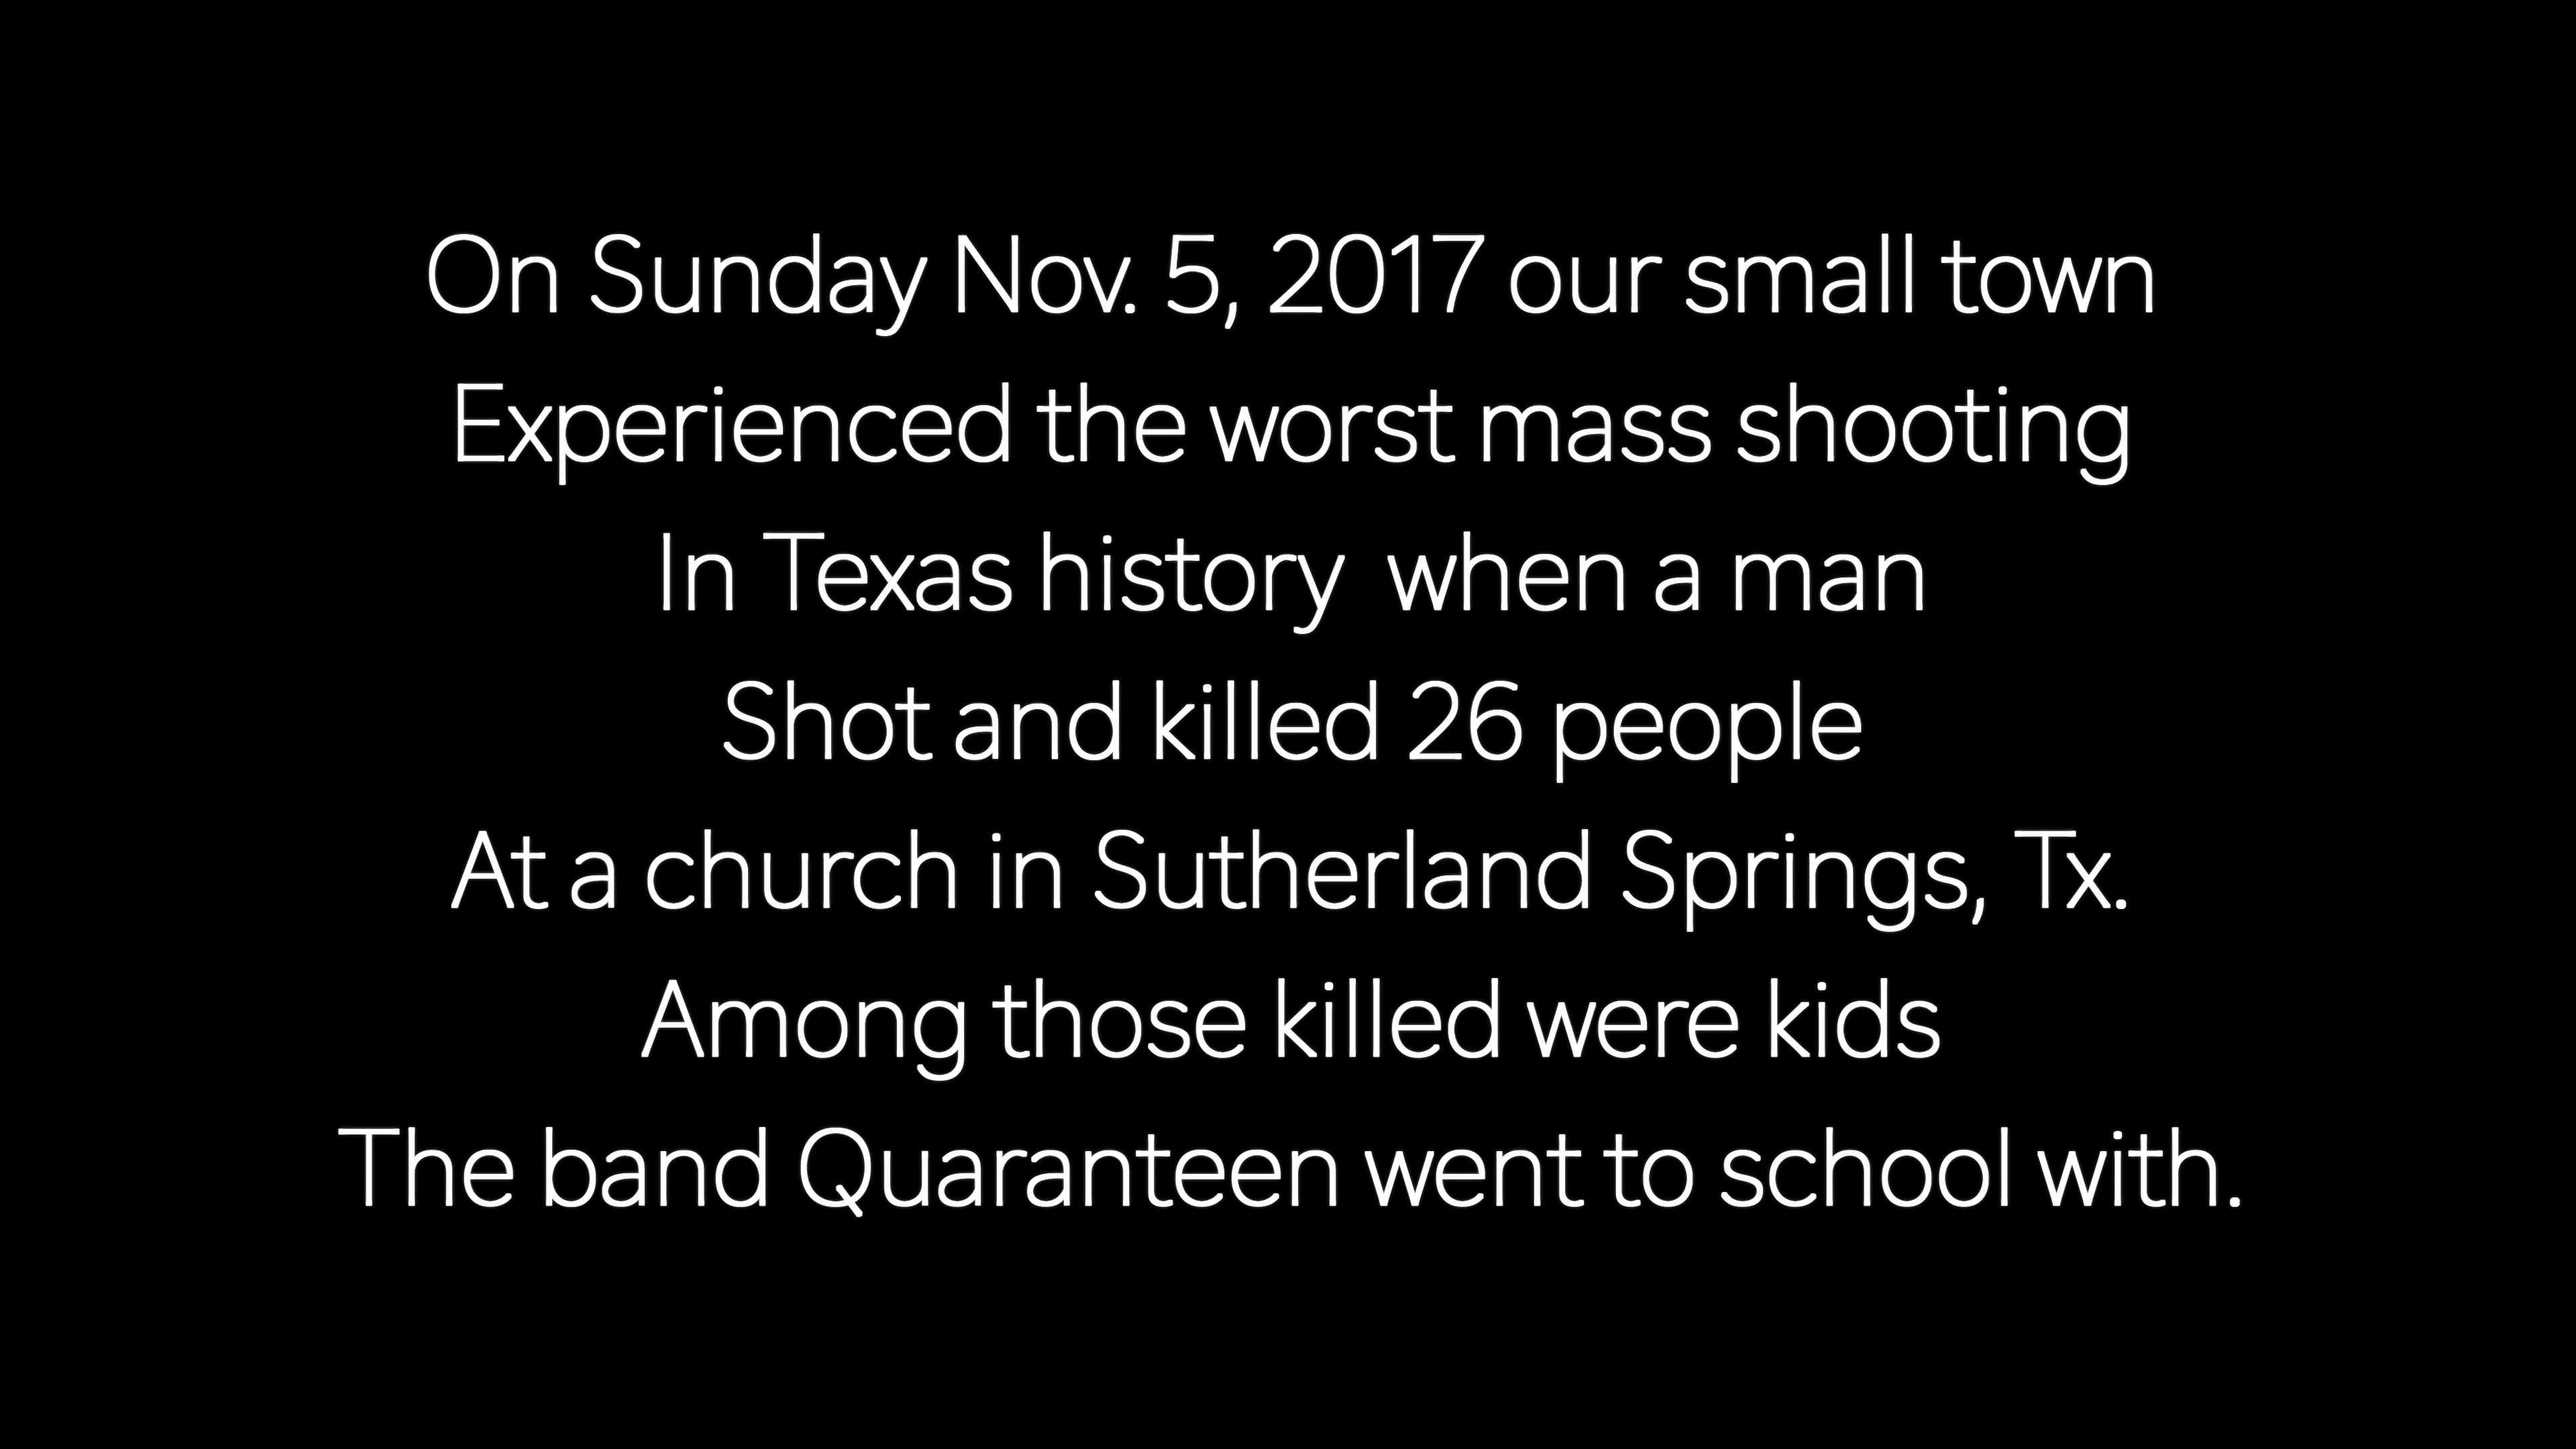 On Sunday Nov. 5, 2017 our small town
Experienced the worst mass shooting
In Texas history  when a man
Shot and killed 26 people
At a church in Sutherland Springs, Tx.
Among those killed were kids
The band Quaranteen went to school with.